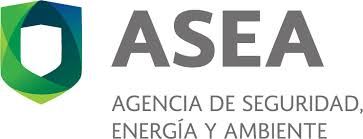 ASEA
AGENCIA DE SEGURIDAD,
ENERGÍA Y AMBIENTE